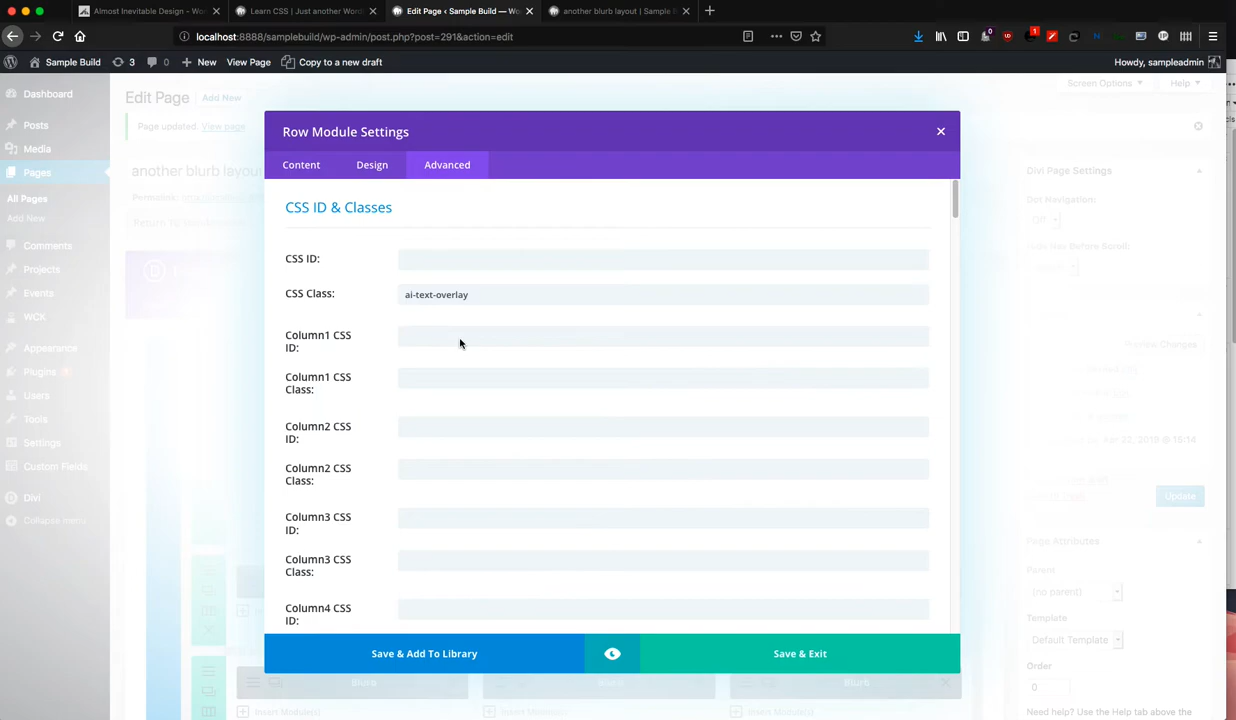 Almost Inevitable Design - Wo
Learn CSS | Just another Word
Edit Page < Sample Build — Wo
another blurb layout | Sample B
localhost:8888/samplebuild/wp-admin/post.php?post=291&action=edit
Sample Build
3
0
New
View Page
Copy to a new draft
Howdy, sampleadmin
Dashboard
Posts
Media
Pages
All Pages
Add New
Comments
Projects
Events
WCK
Appearance
Plugins
Users
Tools
Settings
Custom Fields
Divi
Collapse menu
Edit Page
Add New
Screen Options
Help
Page updated. View page
another blurb layout
Permalink:
Row Module Settings
Content
Design
Advanced
CSS ID & Classes
CSS ID:
CSS Class:
ai-text-overlay
Column1 CSS
ID:
Column1 CSS
Class:
Column2 CSS
ID:
Column2 CSS
Class:
Column3 CSS
ID:
Column3 CSS
Class:
Column4 CSS
ID:
Save & Add To Library
Save & Exit
Blurb
Blurb
Blurb
Insert Module(s)
Insert Module(s)
Insert Module(s)
Divi Page Settings
Dot Navigation:
Off
Hide Nav Before Scroll:
Preview Changes
Apr 22, 2018 @ 18:14
Update
Page Attributes
Parent
(no parent)
Template
Default Template
Order
0
Need help? Use the Help tab above the